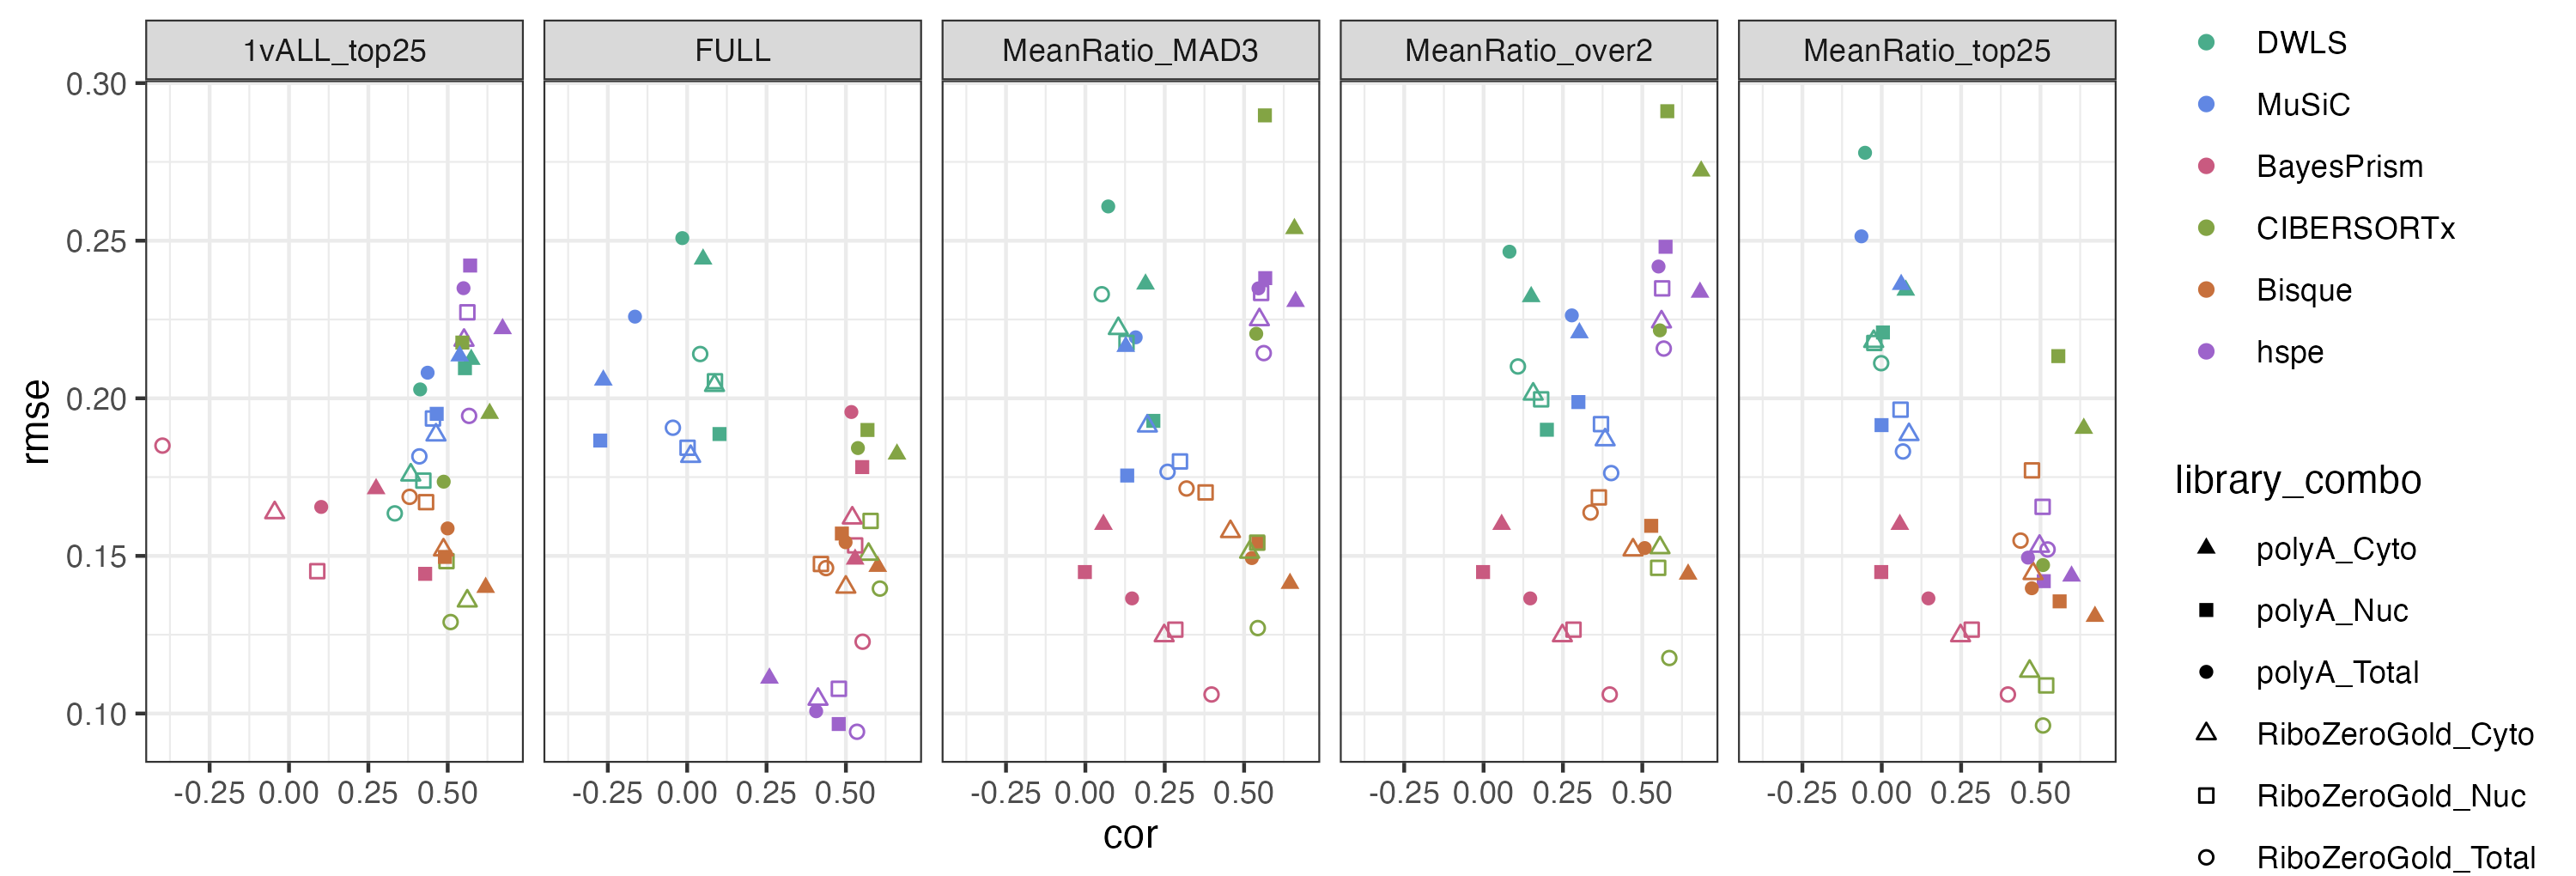 1vALL_top25
FULL
MeanRatio_MAD3
MeanRatio_over2
MeanRatio_top25
0.30
0.25
0.20
0.15
0.10
rmse
-0.25 0.00 0.25 0.50
-0.25 0.00 0.25 0.50
-0.25 0.00 0.25 0.50
-0.25 0.00 0.25 0.50
-0.25 0.00 0.25 0.50
cor
DWLS
MuSiC
BayesPrism
CIBERSORTx
Bisque
hspe
library_combo
polyA_Cyto
polyA_Nuc
polyA_Total
RiboZeroGold_Cyto
RiboZeroGold_Nuc
RiboZeroGold_Total